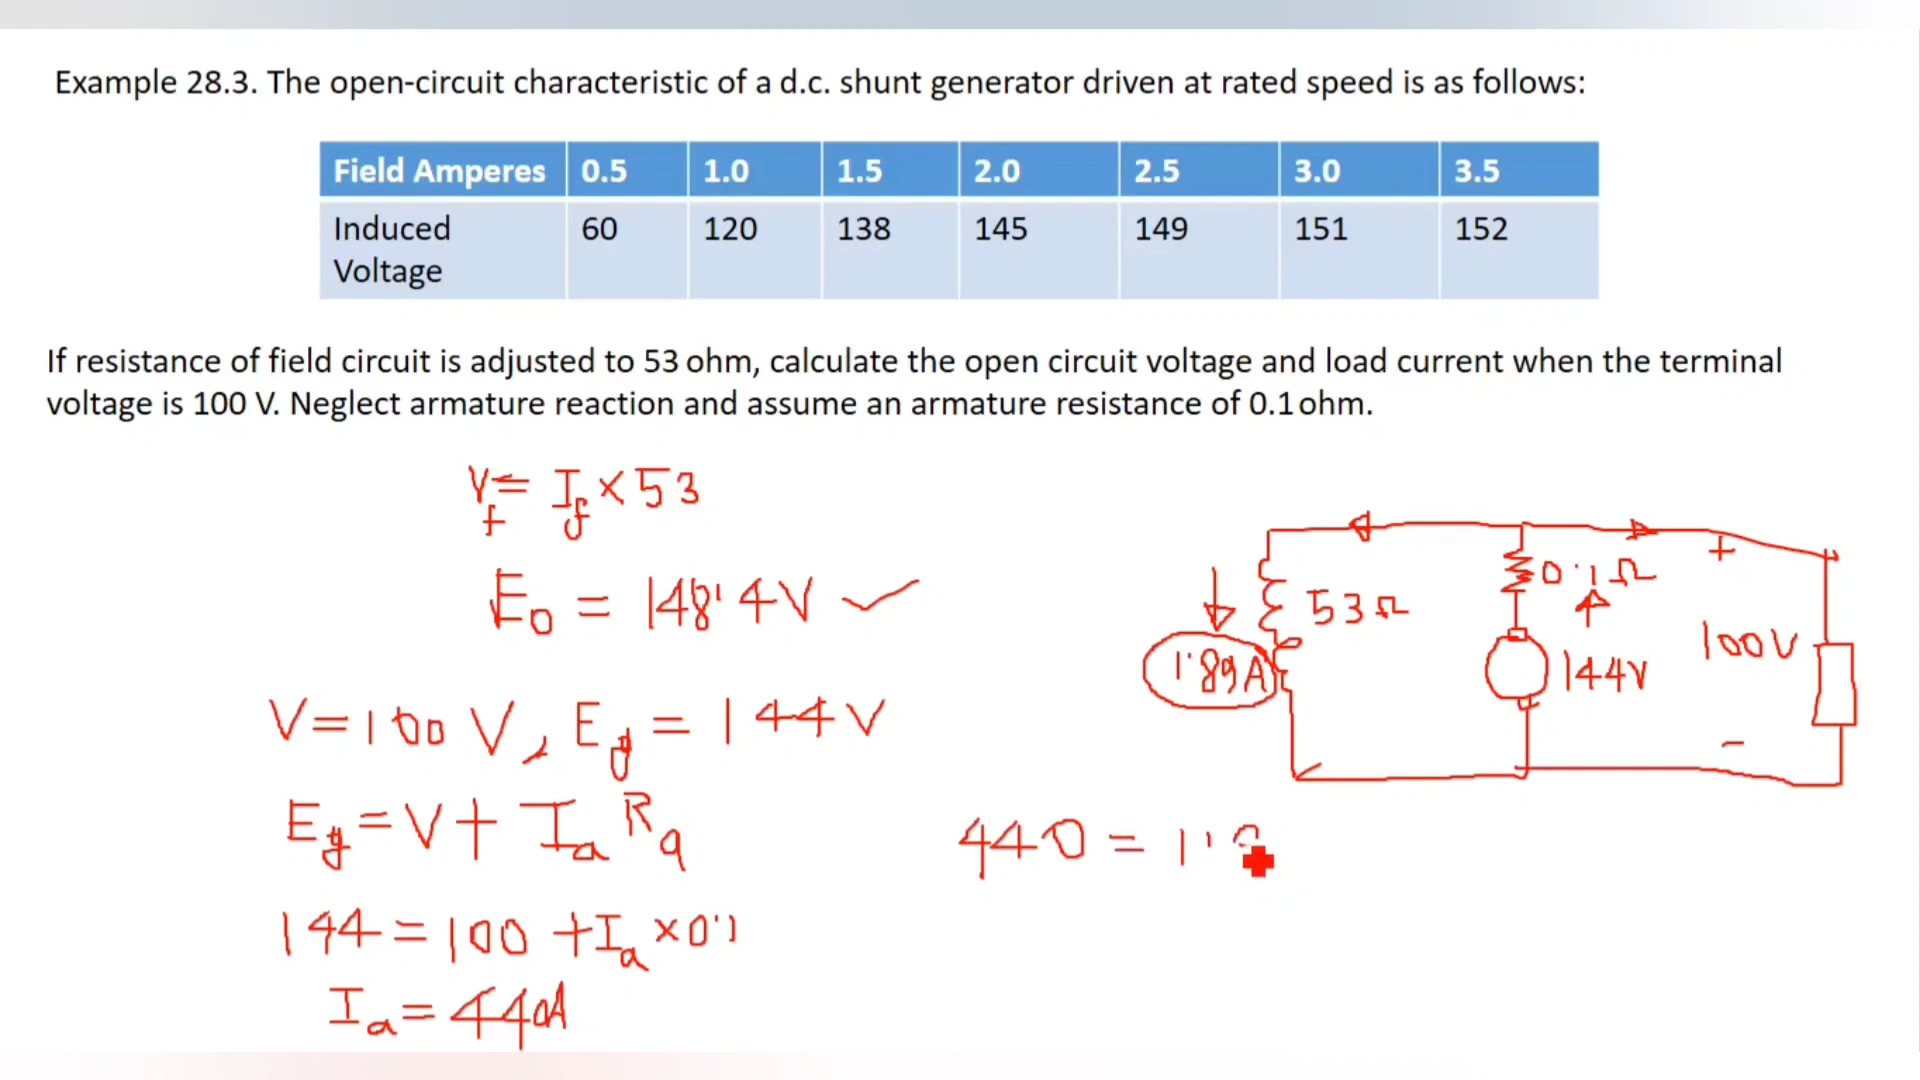 Example 28.3. The open-circuit characteristic of a d.c. shunt generator driven at rated speed is as follows:
Field Amperes 0.5 1.0 1.5 2.0 2.5 3.0 3.5
Induced Voltage 60 120 138 145 149 151 152
If resistance of field circuit is adjusted to 53 ohm, calculate the open circuit voltage and load current when the terminal
voltage is 100 V. Neglect armature reaction and assume an armature resistance of 0.1 ohm.
Vf = If × 53
E0 = 148.4V ✓
V=100 V, Eg = 144V
Eg = V + Ia Ra
144 = 100 + Ia × 0.1
Ia = 440A
53Ω
1.89A
0.1Ω
144V
+
100V
-
440 = 1.8